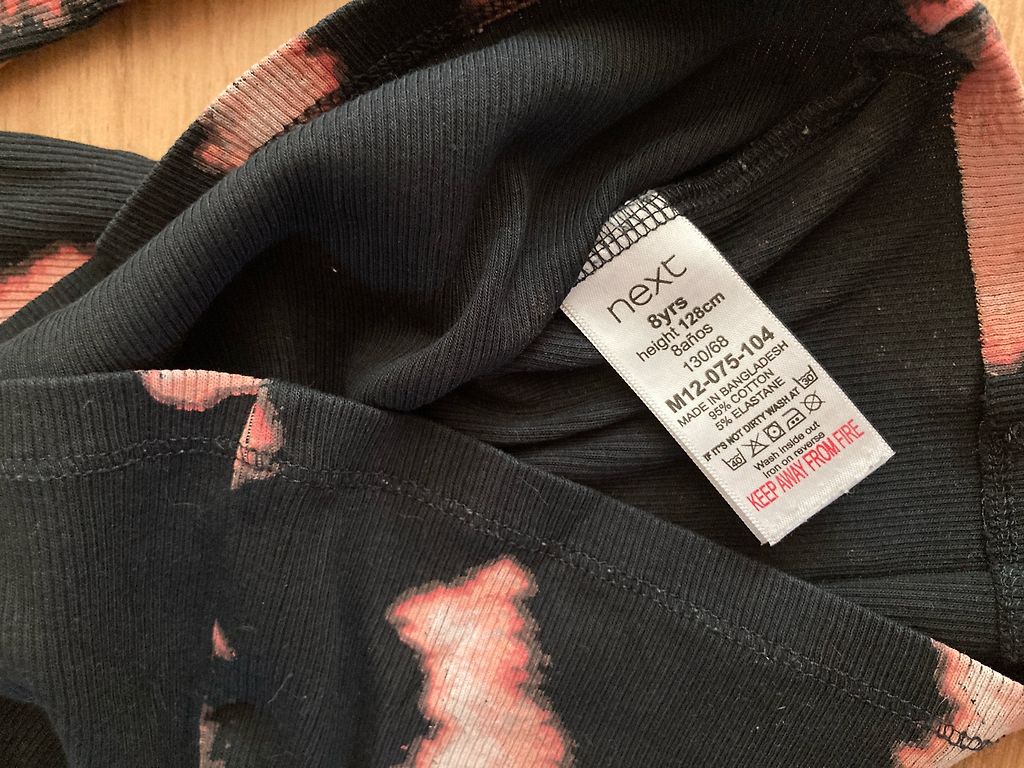 next
8yrs
height 128cm
8años
130/68
M12-075-104
MADE IN BANGLADESH
95% COTTON
5% ELASTANE
IF IT'S NOT DIRTY WASH AT 30
40
Wash inside out
Iron on reverse
KEEP AWAY FROM FIRE